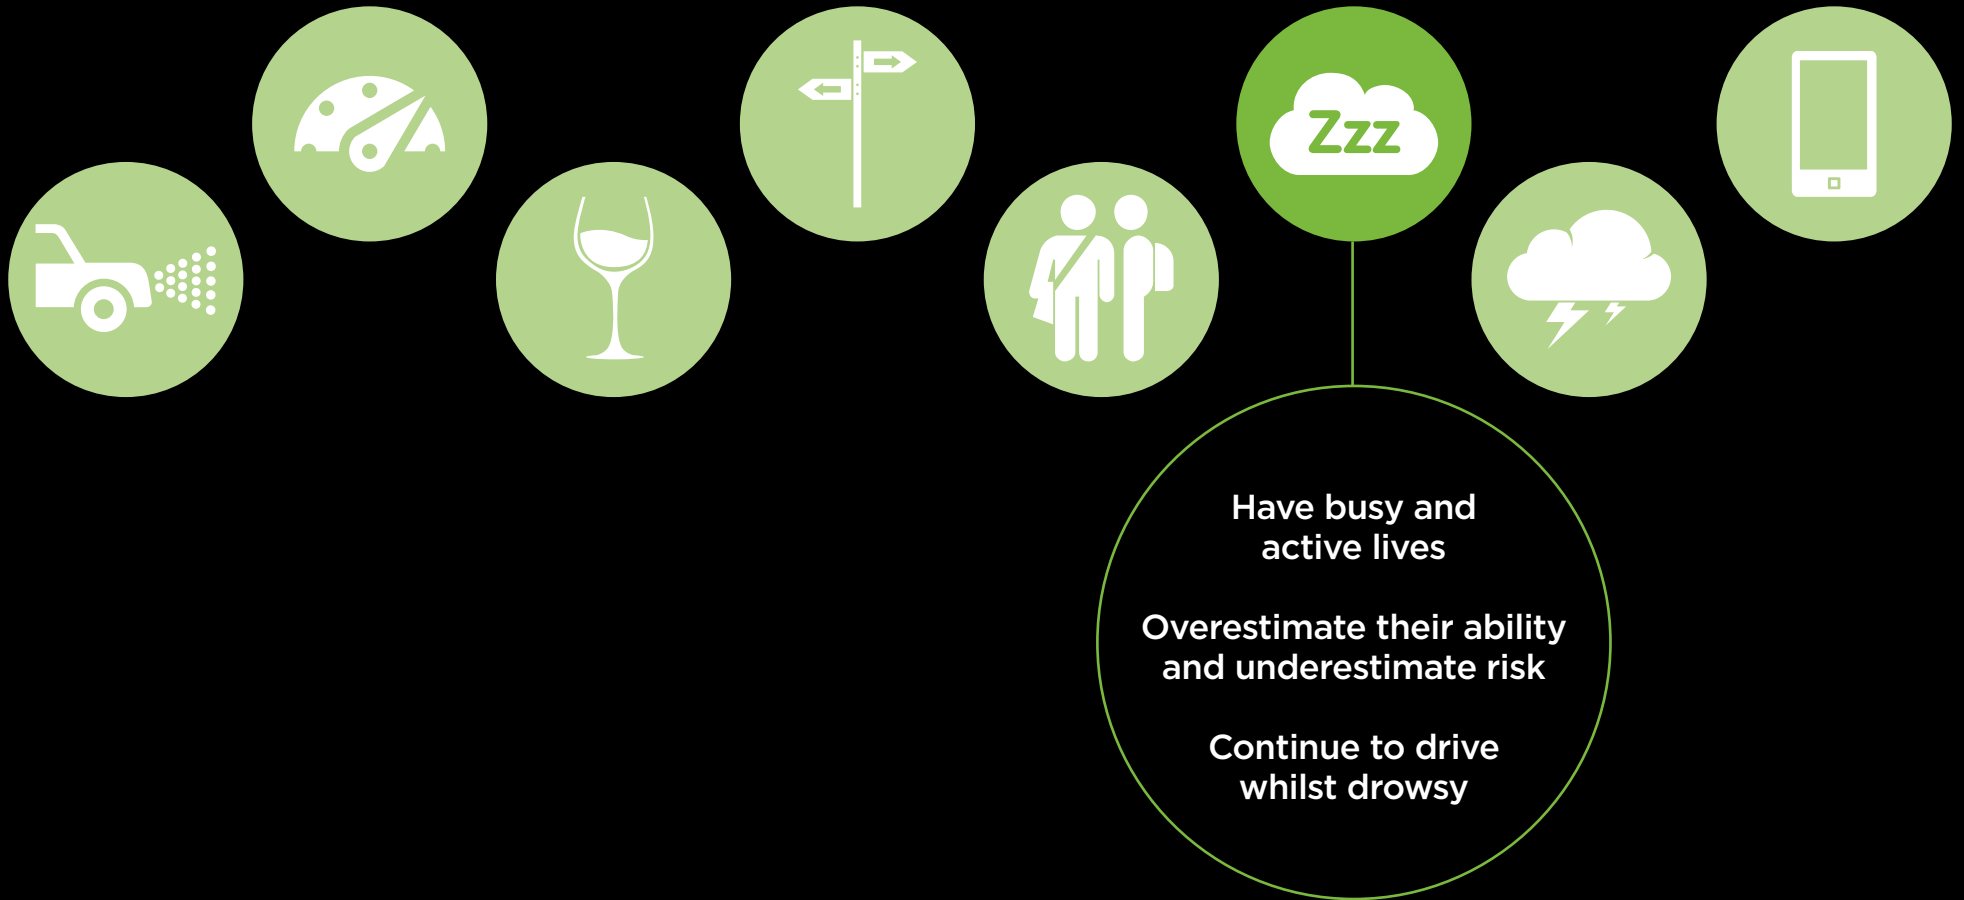 Zzz
Have busy and
active lives
Overestimate their ability
and underestimate risk
Continue to drive
whilst drowsy